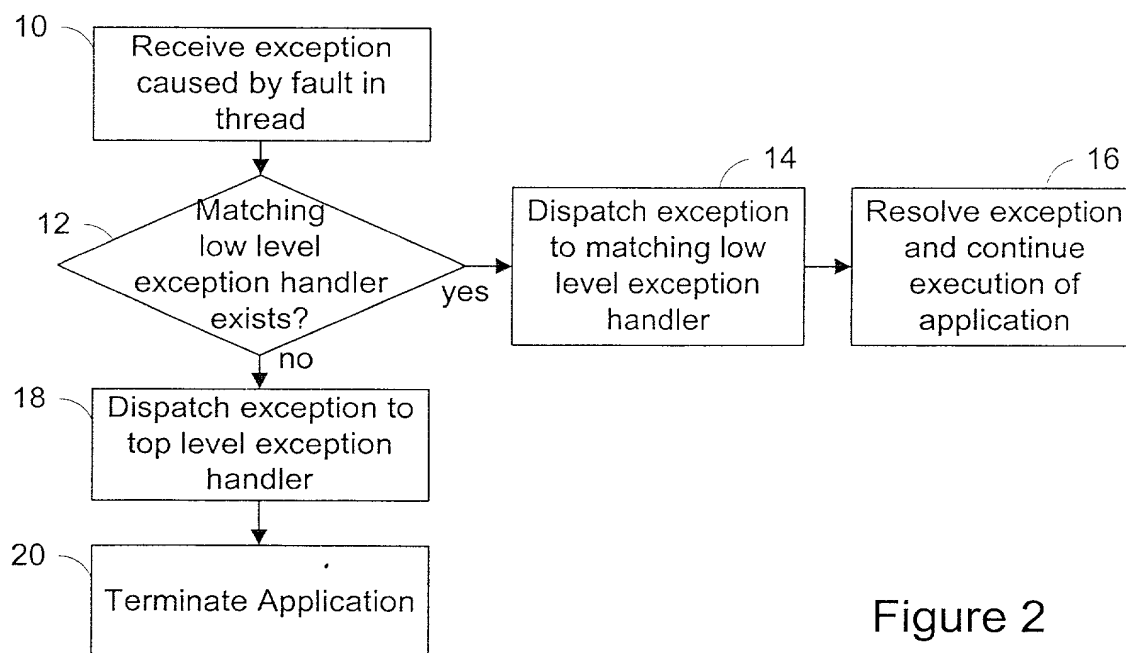 10
Receive exception
caused by fault in
thread
12
Matching
low level
exception handler
exists?
yes
no
14
Dispatch exception
to matching low
level exception
handler
16
Resolve exception
and continue
execution of
application
18
Dispatch exception to
top level exception
handler
20
Terminate Application
Figure 2